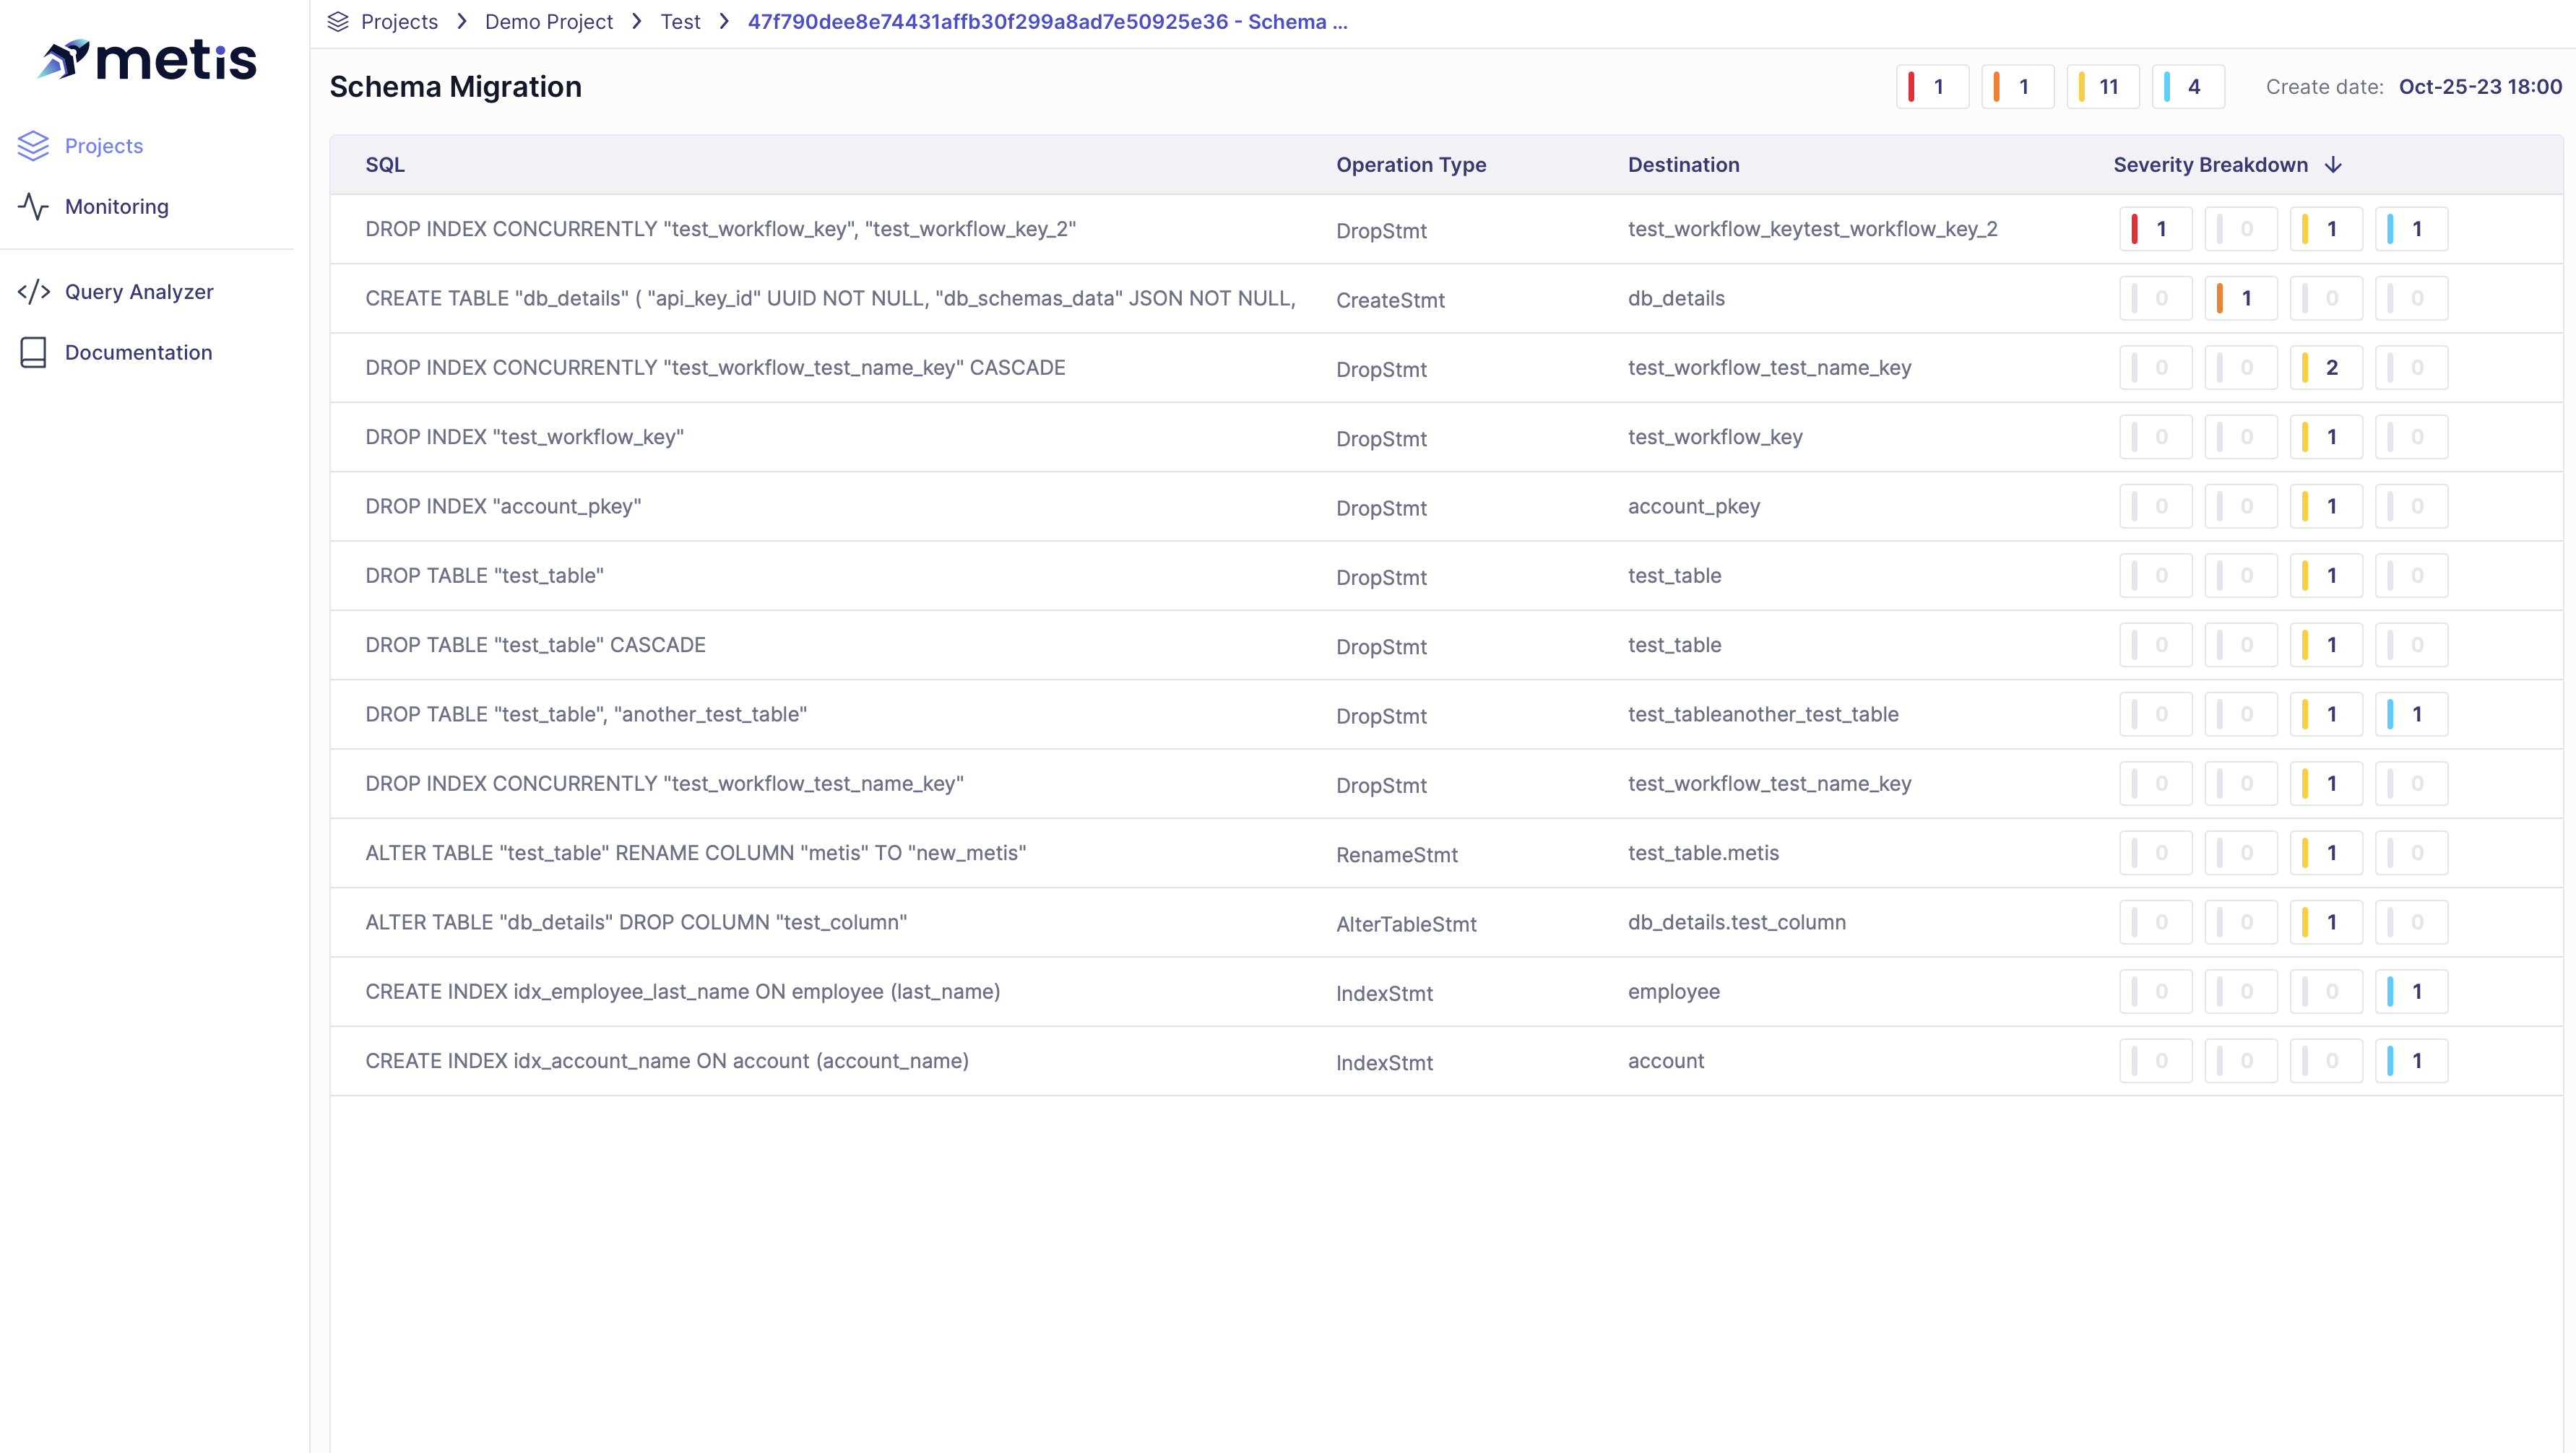 metis
Projects
Monitoring
Query Analyzer
Documentation
Projects > Demo Project > Test > 47f790dee8e74431affb30f299a8ad7e50925e36 - Schema ...
Schema Migration 1 1 11 4 Create date: Oct-25-23 18:00
SQL Operation Type Destination Severity Breakdown ↓
DROP INDEX CONCURRENTLY "test_workflow_key", "test_workflow_key_2" DropStmt test_workflow_keytest_workflow_key_2 1 0 1 1
CREATE TABLE "db_details" ( "api_key_id" UUID NOT NULL, "db_schemas_data" JSON NOT NULL, CreateStmt db_details 0 1 0 0
DROP INDEX CONCURRENTLY "test_workflow_test_name_key" CASCADE DropStmt test_workflow_test_name_key 0 0 2 0
DROP INDEX "test_workflow_key" DropStmt test_workflow_key 0 0 1 0
DROP INDEX "account_pkey" DropStmt account_pkey 0 0 1 0
DROP TABLE "test_table" DropStmt test_table 0 0 1 0
DROP TABLE "test_table" CASCADE DropStmt test_table 0 0 1 0
DROP TABLE "test_table", "another_test_table" DropStmt test_tableanother_test_table 0 0 1 1
DROP INDEX CONCURRENTLY "test_workflow_test_name_key" DropStmt test_workflow_test_name_key 0 0 1 0
ALTER TABLE "test_table" RENAME COLUMN "metis" TO "new_metis" RenameStmt test_table.metis 0 0 1 0
ALTER TABLE "db_details" DROP COLUMN "test_column" AlterTableStmt db_details.test_column 0 0 1 0
CREATE INDEX idx_employee_last_name ON employee (last_name) IndexStmt employee 0 0 0 1
CREATE INDEX idx_account_name ON account (account_name) IndexStmt account 0 0 0 1